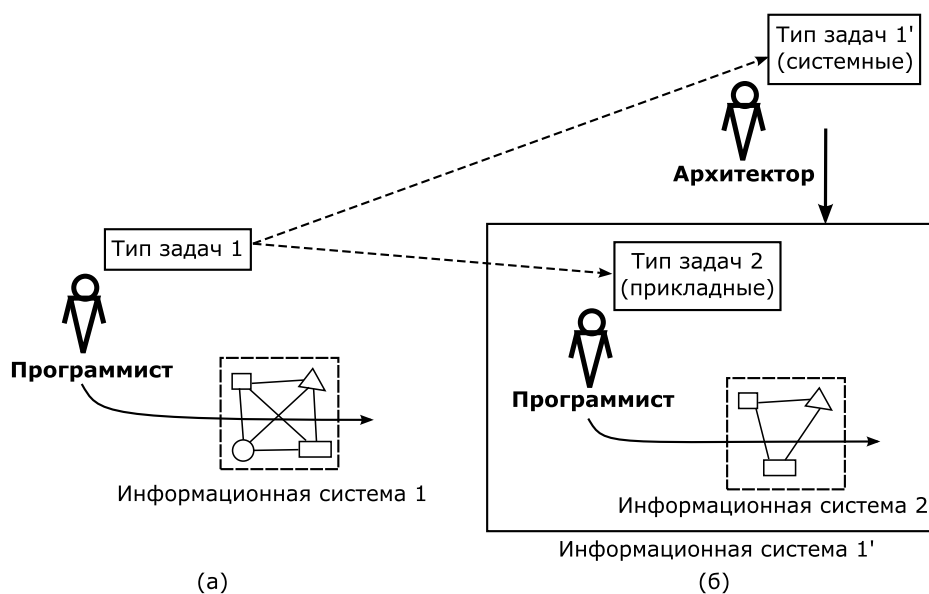 Тип задач 1'
(системные)
Архитектор
Тип задач 1
Тип задач 2
(прикладные)
Программист
Программист
Информационная система 1
Информационная система 2
Информационная система 1'
(а)
(б)